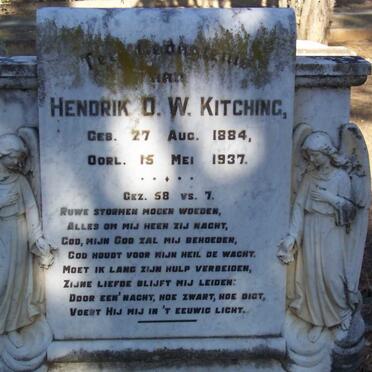 Ter Gedachtenis
van
HENDRIK D. W. KITCHING,
GEB. 27 AUG. 1884,
OORL. 15 MEI 1937.
GEZ. 58 VS. 7.
RUWE STORMEN MOGEN WOEDEN,
ALLES OM MIJ HEEN ZIJ NACHT,
GOD, MIJN GOD ZAL MIJ BEHOEDEN,
GOD HOUDT VOOR MIJN HEIL DE WACHT.
MOET IK LANG ZIJN HULP VERBEIDEN,
ZIJNE LIEFDE BLIJFT MIJ LEIDEN:
DOOR EEN' NACHT, HOE ZWART, HOE DICT,
VOERT HIJ MIJ IN 'T EEUWIG LICHT.